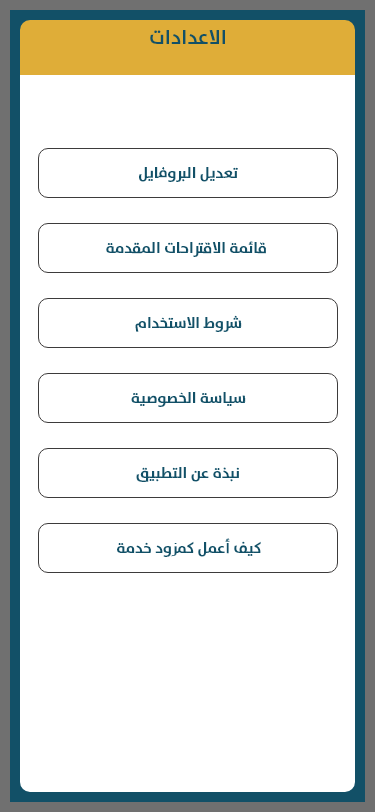 الاعدادات
تعديل البروفايل
قائمة الاقتراحات المقدمة
شروط الاستخدام
سياسة الخصوصية
نبذة عن التطبيق
كيف أعمل كمزود خدمة